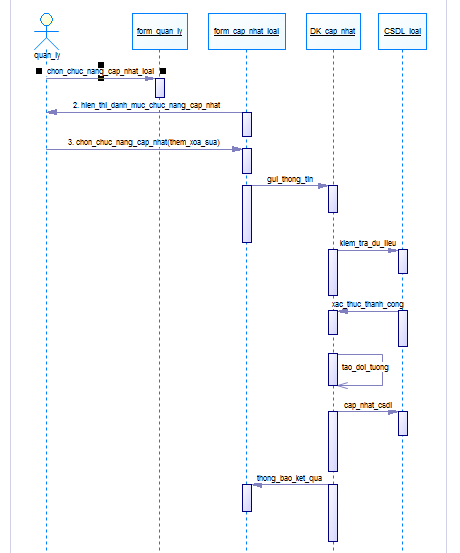 form_quan_ly
form_cap_nhat_loai
DK_cap_nhat
CSDL_loai
quan_ly
chon_chuc_nang_cap_nhat_loai
2. hien_thi_danh_muc_chuc_nang_cap_nhat
3. chon_chuc_nang_cap_nhat(them_xoa_sua)
gui_thong_tin
kiem_tra_du_lieu
xac_thuc_thanh_cong
tao_doi_tuong
cap_nhat_csdl
thong_bao_ket_qua